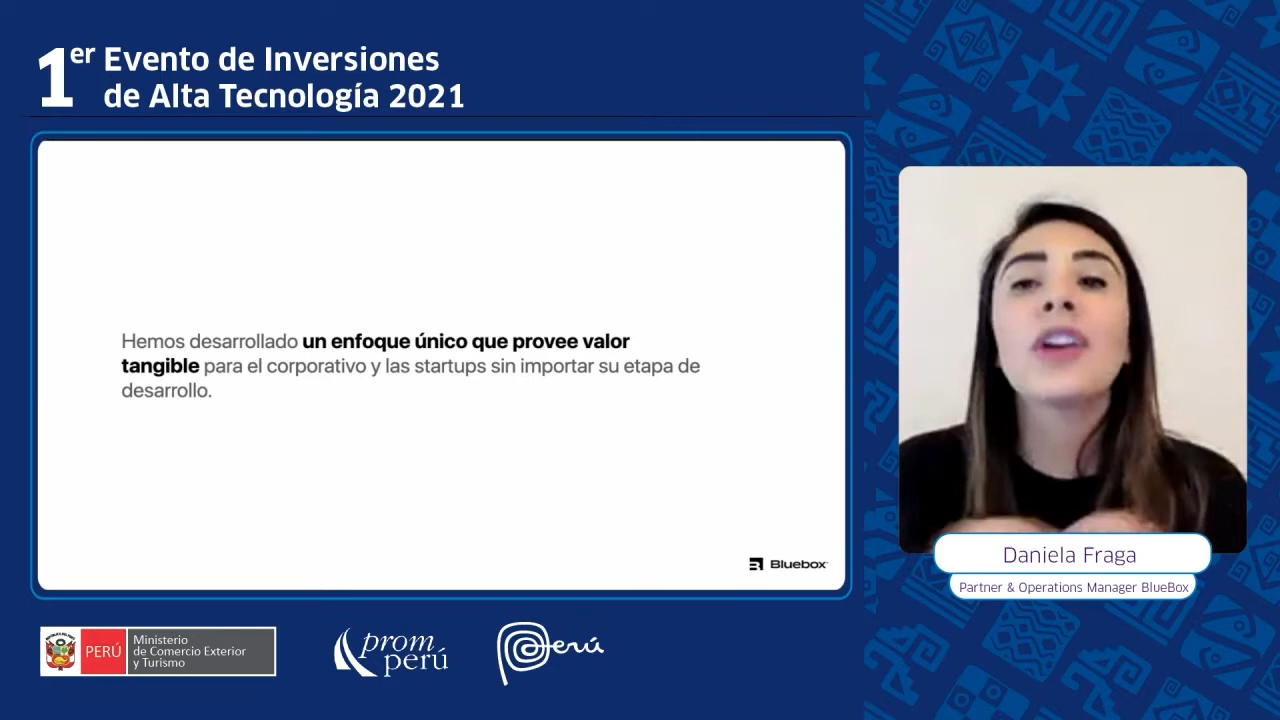 1er Evento de Inversiones
de Alta Tecnología 2021
Hemos desarrollado un enfoque único que provee valor
tangible para el corporativo y las startups sin importar su etapa de
desarrollo.
Bluebox
Daniela Fraga
Partner & Operations Manager BlueBox
PERÚ
Ministerio
de Comercio Exterior
y Turismo
prom
perú
Perú